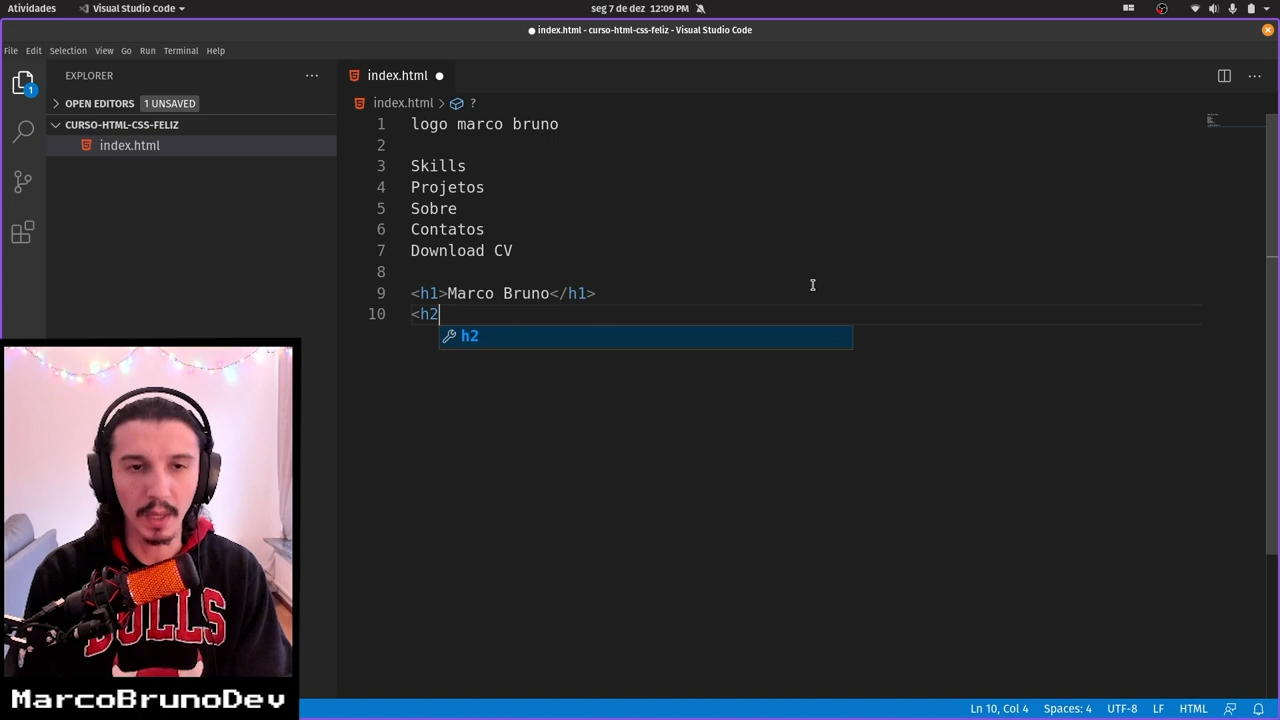 Atividades
Visual Studio Code
seg 7 de dez 12:09 PM
index.html - curso-html-css-feliz - Visual Studio Code
File Edit Selection View Go Run Terminal Help
EXPLORER
OPEN EDITORS 1 UNSAVED
CURSO-HTML-CSS-FELIZ
index.html
1
index.html
index.html > ?
1 logo marco bruno
2
3 Skills
4 Projetos
5 Sobre
6 Contatos
7 Download CV
8
9 <h1>Marco Bruno</h1>
10 <h2
h2
BULLS
MarcoBrunoDev
Ln 10, Col 4 Spaces: 4 UTF-8 LF HTML